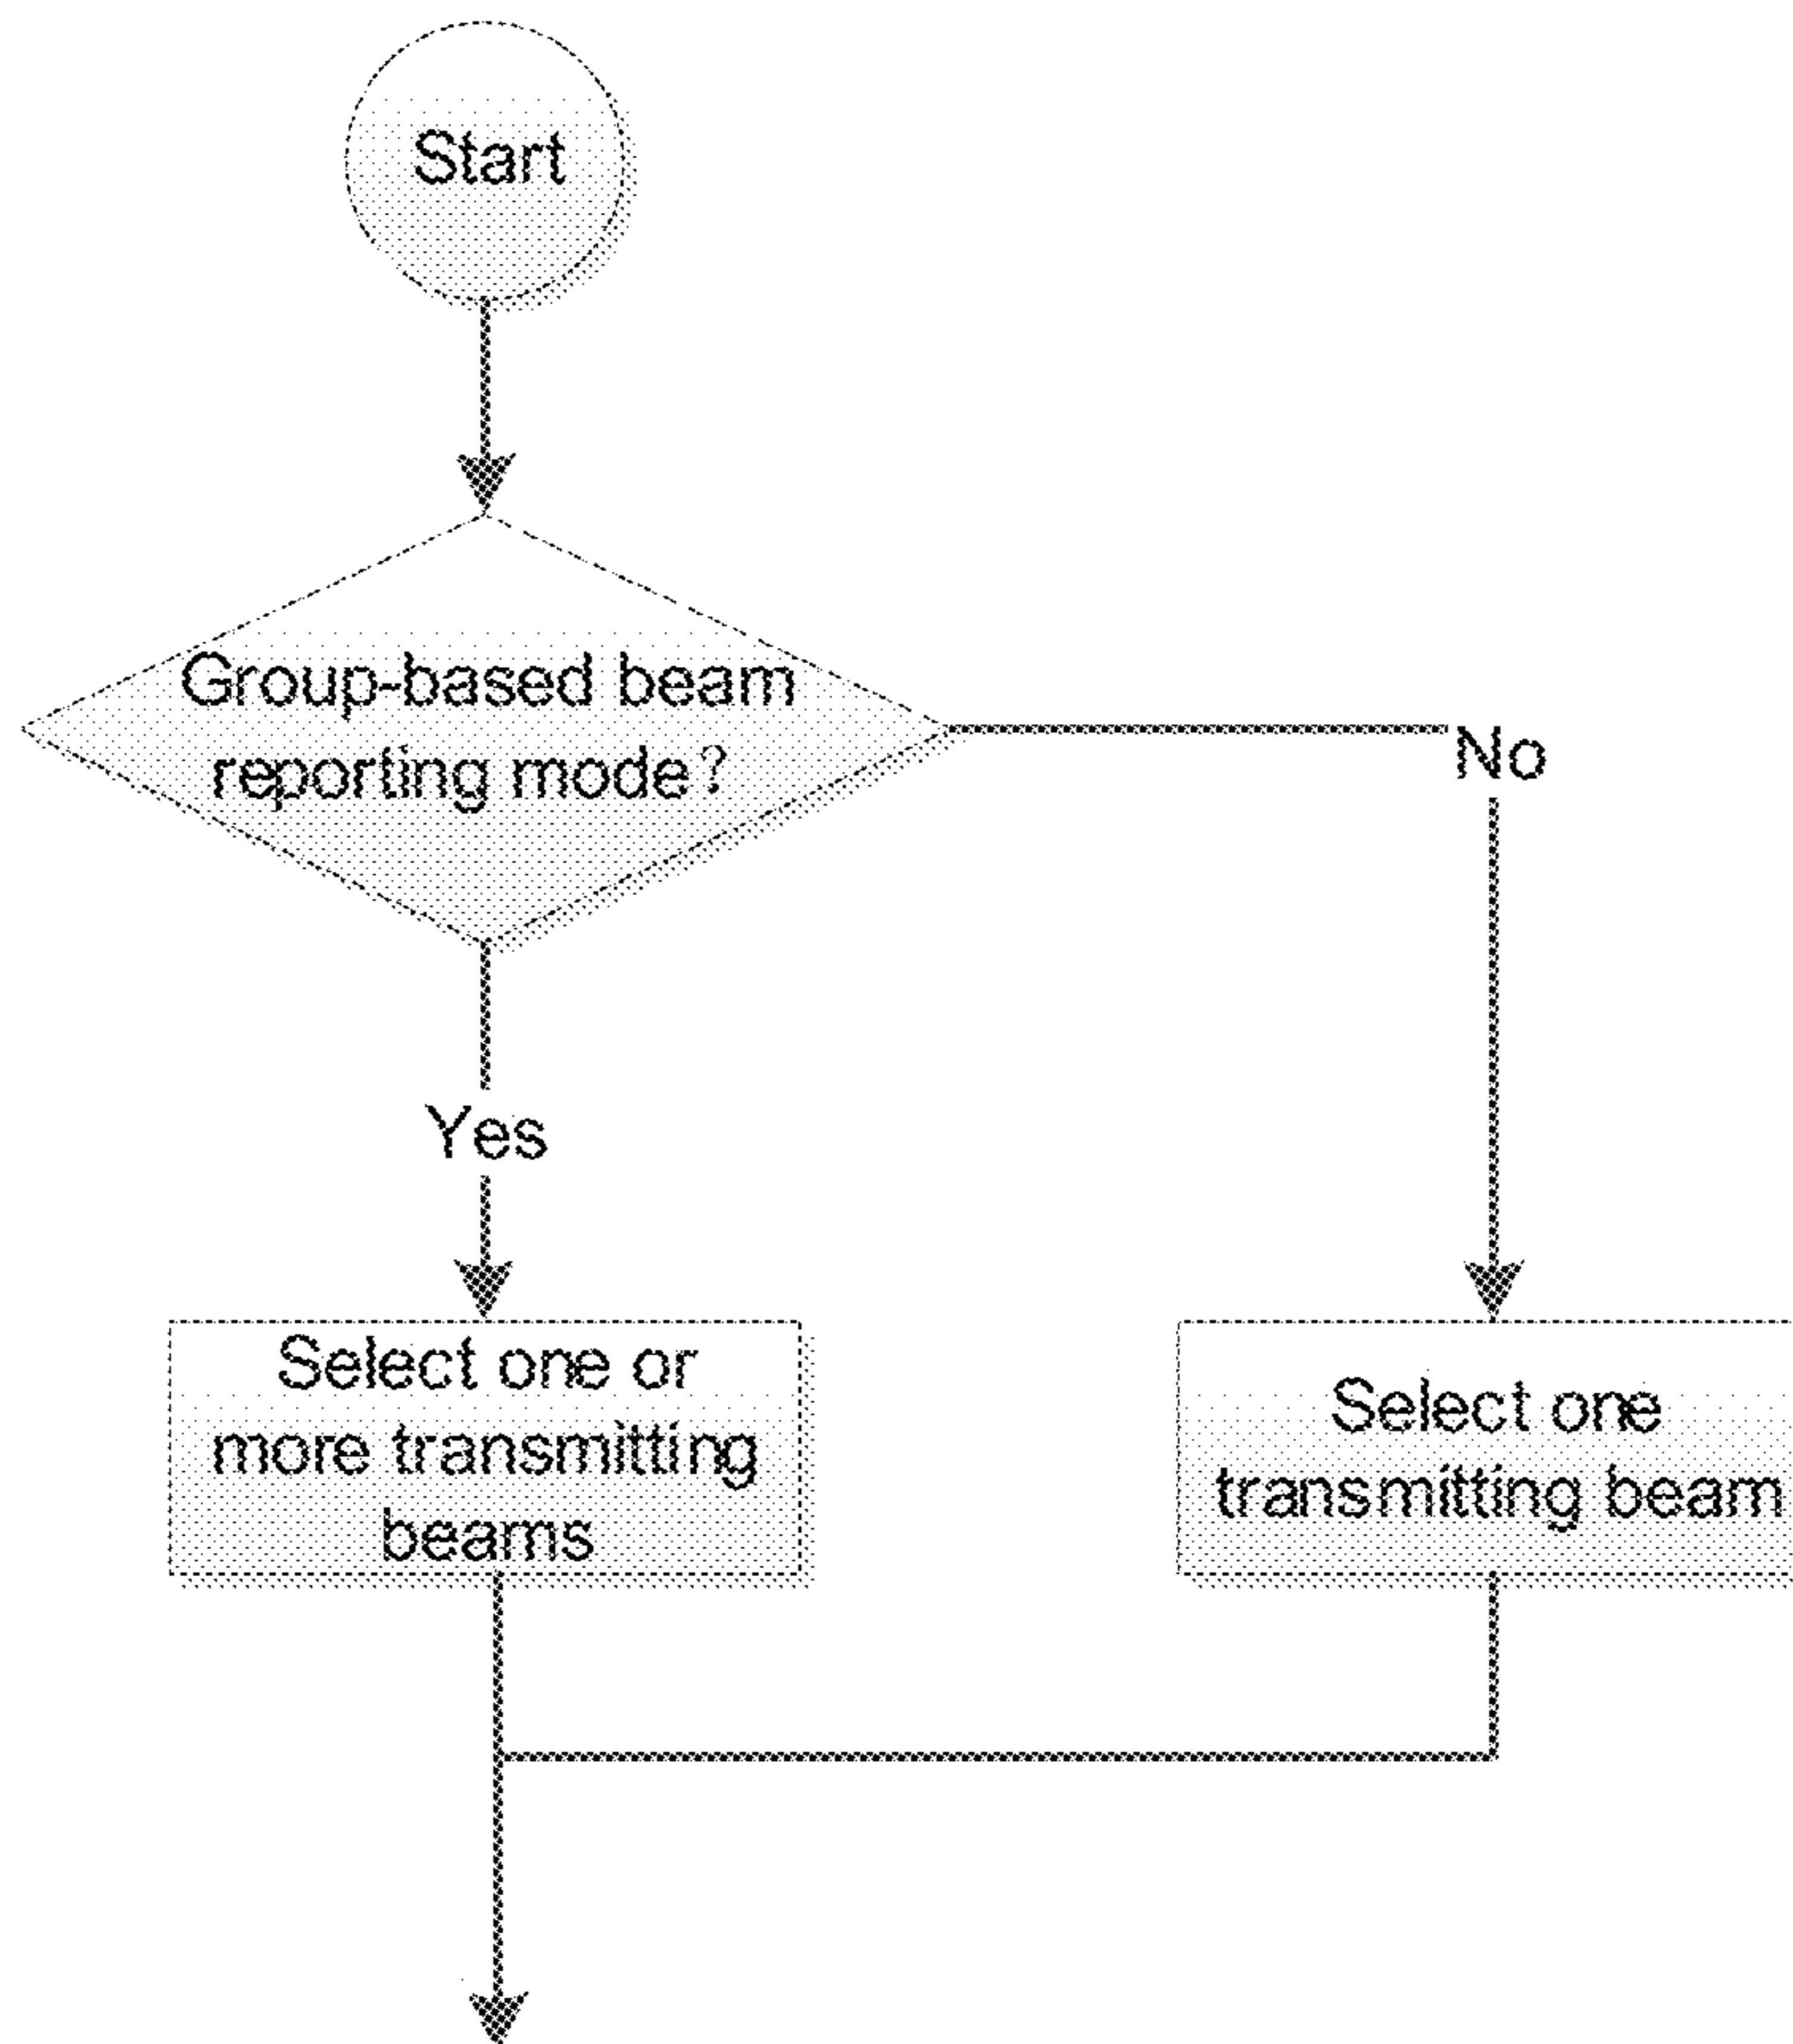 Start
Group-based beam
reporting mode?
No
Yes
Select one or
more transmitting
beams
Select one
transmitting beam